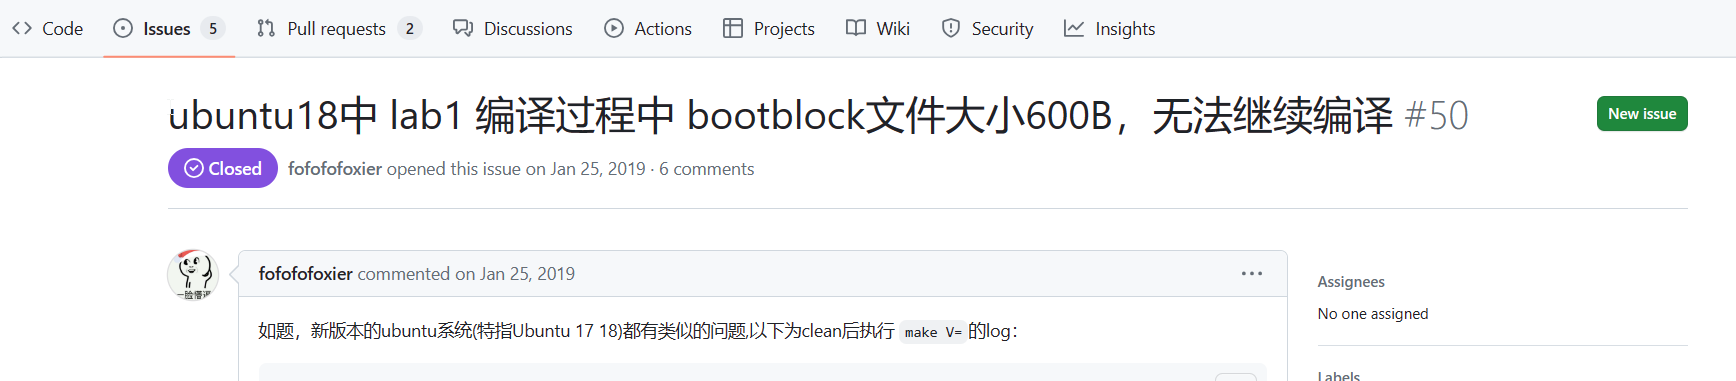 Code Issues 5 Pull requests 2 Discussions Actions Projects Wiki Security Insights
ubuntu18中 lab1 编译过程中 bootblock文件大小600B，无法继续编译 #50
New issue
Closed fofofofoxier opened this issue on Jan 25, 2019 · 6 comments
fofofofoxier commented on Jan 25, 2019
一脸懵逼
如题，新版本的ubuntu系统(特指Ubuntu 17 18)都有类似的问题,以下为clean后执行 make V= 的log：
Assignees
No one assigned
Labels